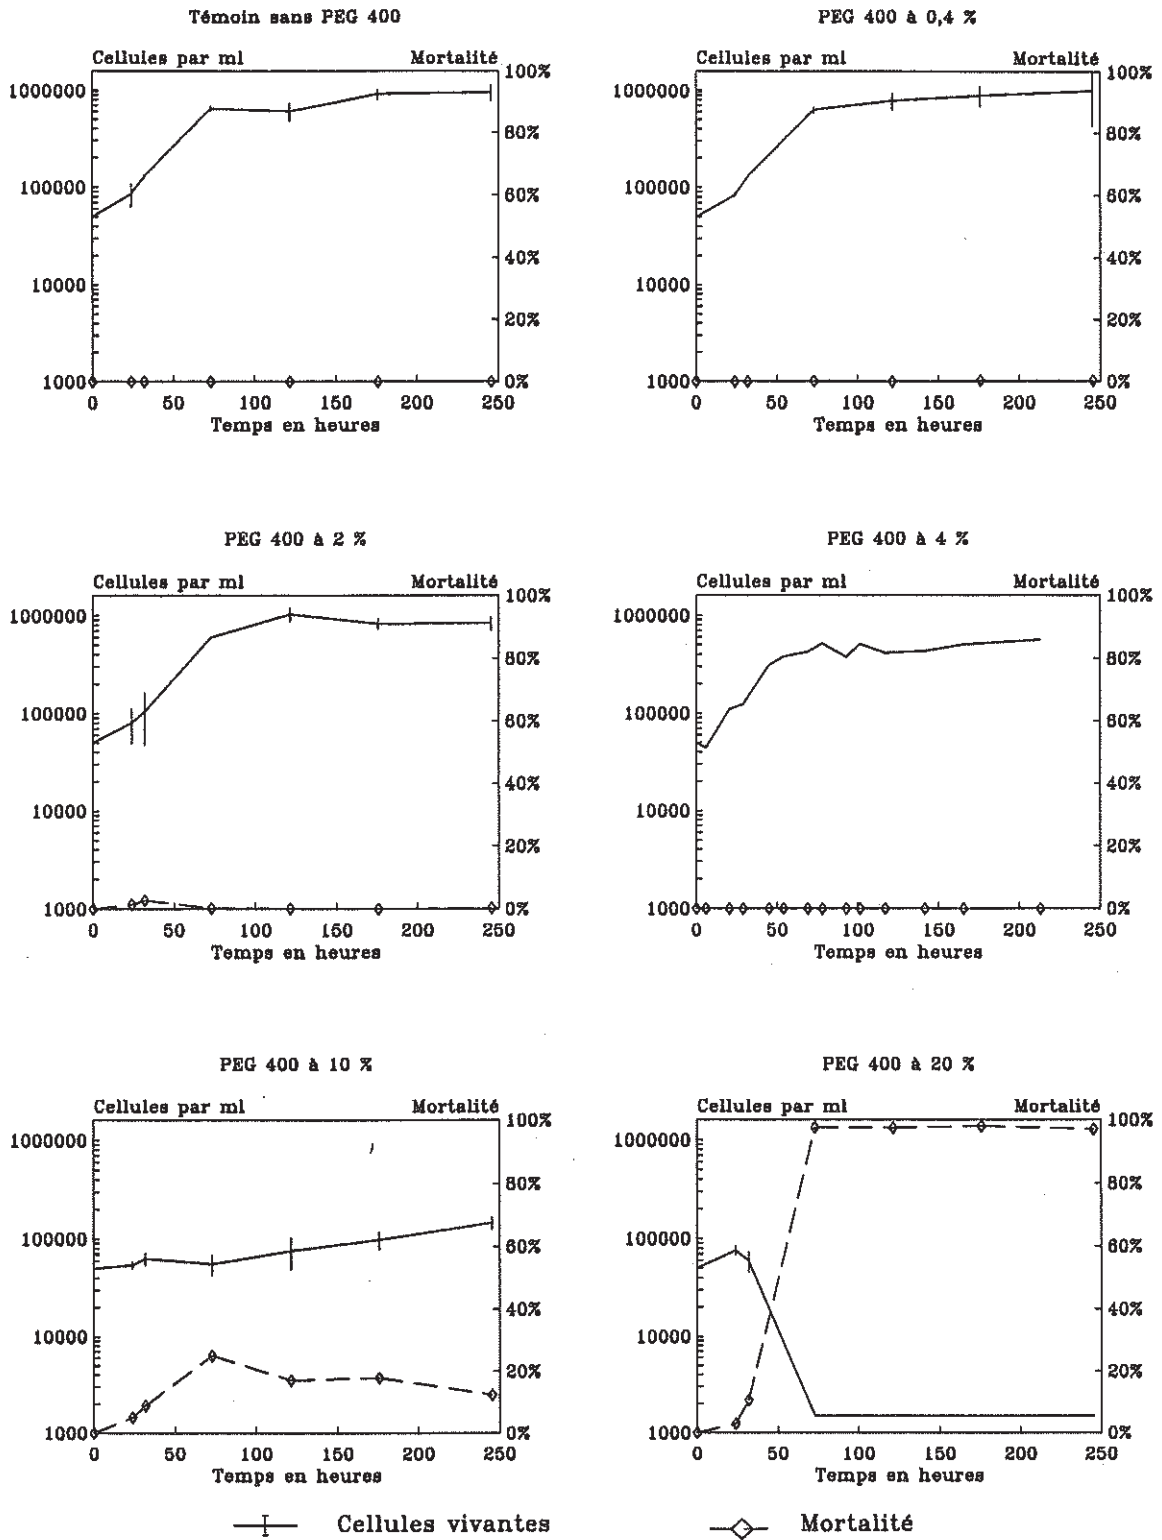 Témoin sans PEG 400
Cellules par ml Mortalité
1000000
100000
10000
1000
100%
80%
60%
40%
20%
0%
0 50 100 150 200 250
Temps en heures
PEG 400 à 0,4 %
Cellules par ml Mortalité
1000000
100000
10000
1000
100%
80%
60%
40%
20%
0%
0 50 100 150 200 250
Temps en heures
PEG 400 à 2 %
Cellules par ml Mortalité
1000000
100000
10000
1000
100%
80%
60%
40%
20%
0%
0 50 100 150 200 250
Temps en heures
PEG 400 à 4 %
Cellules par ml Mortalité
1000000
100000
10000
1000
100%
80%
60%
40%
20%
0%
0 50 100 150 200 250
Temps en heures
PEG 400 à 10 %
Cellules par ml Mortalité
1000000
100000
10000
1000
100%
80%
60%
40%
20%
0%
0 50 100 150 200 250
Temps en heures
PEG 400 à 20 %
Cellules par ml Mortalité
1000000
100000
10000
1000
100%
80%
60%
40%
20%
0%
0 50 100 150 200 250
Temps en heures
Cellules vivantes Mortalité